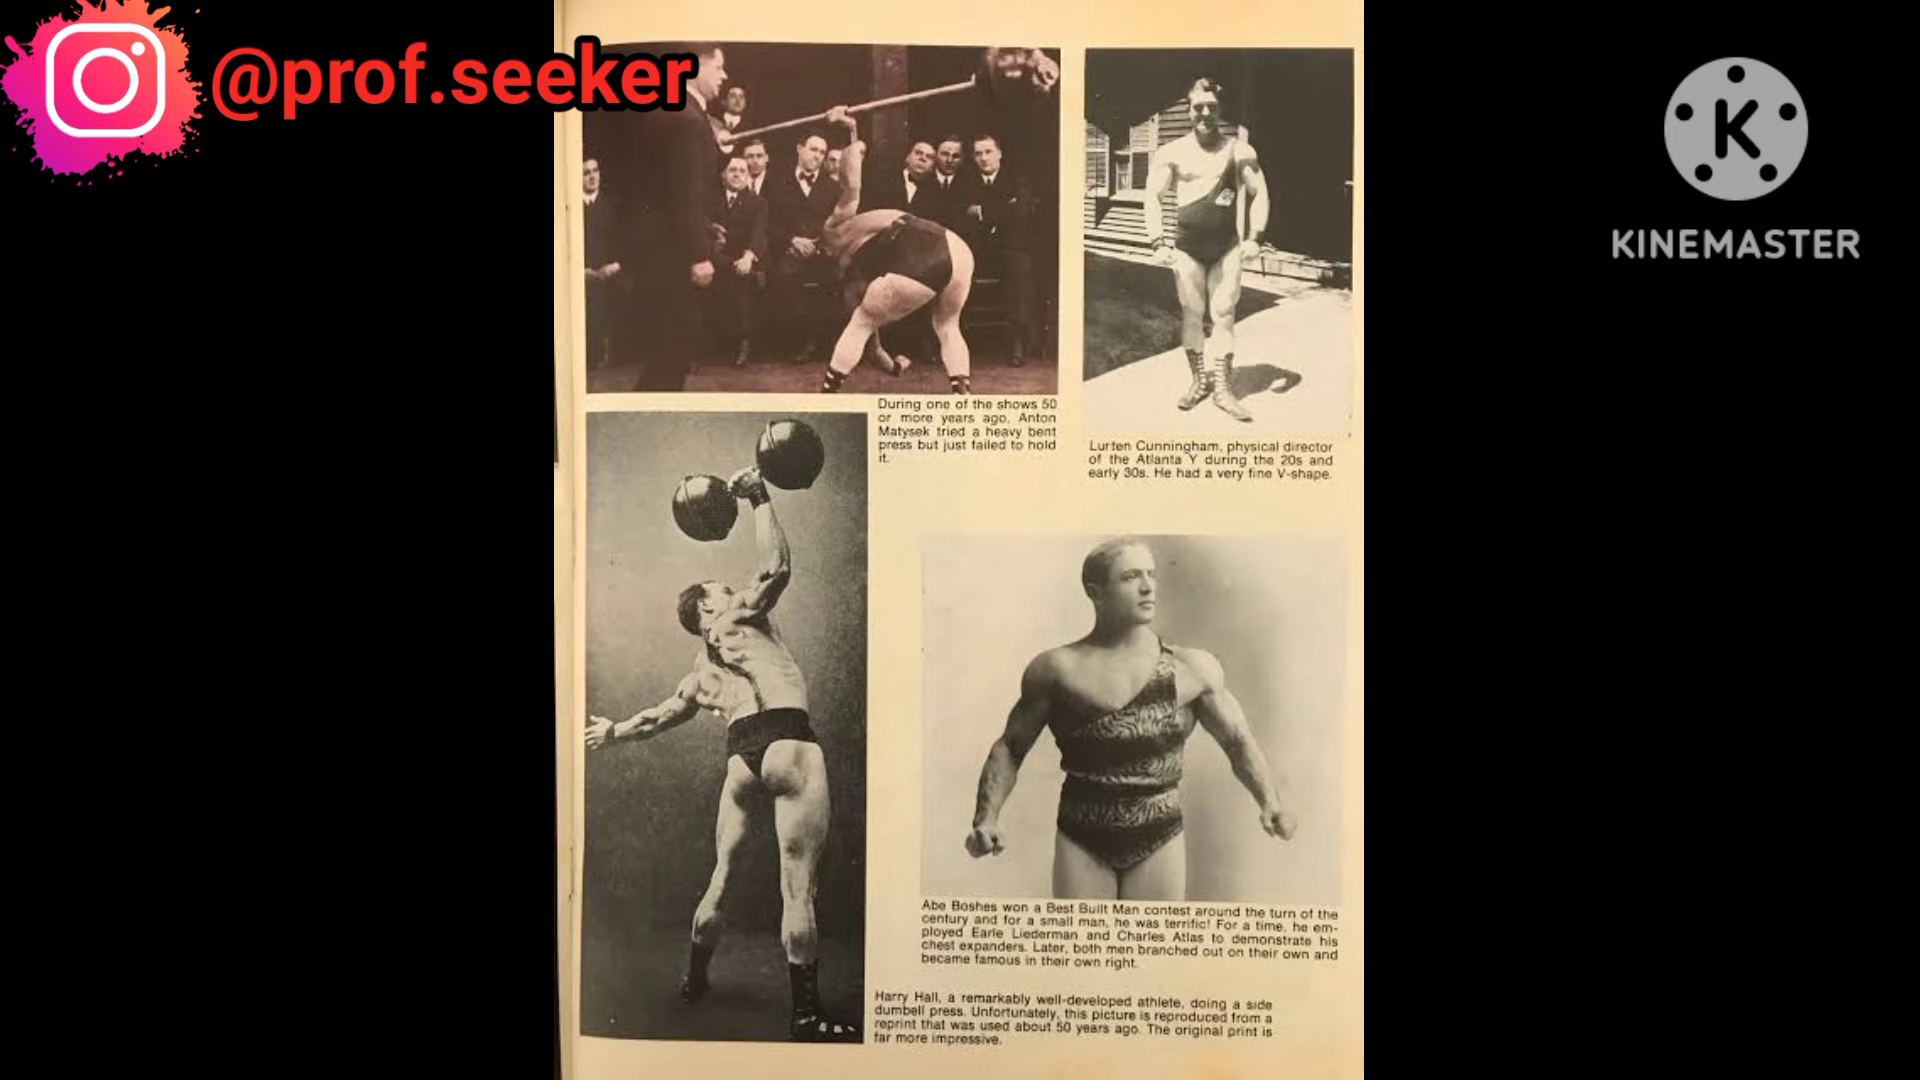 @prof.seeker
K
KINEMASTER
During one of the shows 50
or more years ago, Anton
Matysek tried a heavy bent
press but just failed to hold
it.
Lurten Cunningham, physical director
of the Atlanta Y during the 20s and
early 30s. He had a very fine V-shape.
Abe Boshes won a Best Built Man contest around the turn of the
century and for a small man, he was terrific! For a time, he em-
ployed Earle Liederman and Charles Atlas to demonstrate his
chest expanders. Later, both men branched out on their own and
became famous in their own right.
Harry Hall, a remarkably well-developed athlete, doing a side
dumbell press. Unfortunately, this picture is reproduced from a
reprint that was used about 50 years ago. The original print is
far more impressive.